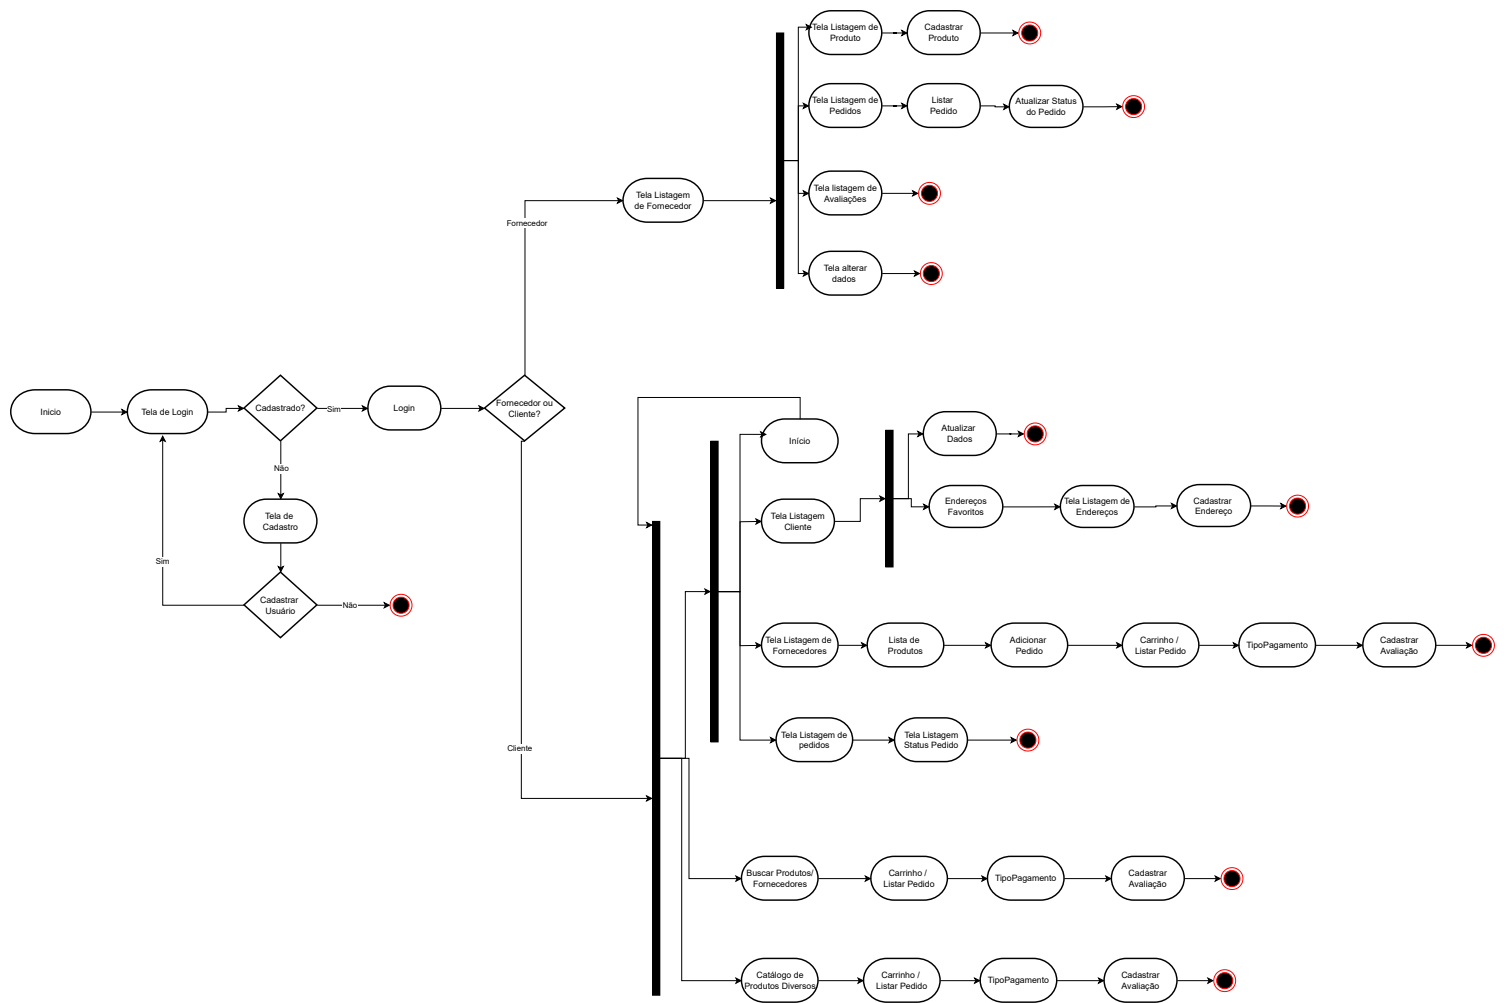 Tela Listagem de
Produto
Cadastrar
Produto
Tela Listagem de
Pedidos
Listar
Pedido
Atualizar Status
do Pedido
Tela listagem de
Avaliações
Tela Listagem
de Fornecedor
Fornecedor
Tela alterar
dados
Inicio
Tela de Login
Cadastrado?
Sim
Login
Fornecedor ou
Cliente?
Não
Tela de
Cadastro
Sim
Cadastrar
Usuário
Não
Início
Atualizar
Dados
Tela Listagem
Cliente
Endereços
Favoritos
Tela Listagem de
Endereços
Cadastrar
Endereço
Tela Listagem de
Fornecedores
Lista de
Produtos
Adicionar
Pedido
Carrinho /
Listar Pedido
TipoPagamento
Cadastrar
Avaliação
Cliente
Tela Listagem de
pedidos
Tela Listagem
Status Pedido
Buscar Produtos/
Fornecedores
Carrinho /
Listar Pedido
TipoPagamento
Cadastrar
Avaliação
Catálogo de
Produtos Diversos
Carrinho /
Listar Pedido
TipoPagamento
Cadastrar
Avaliação